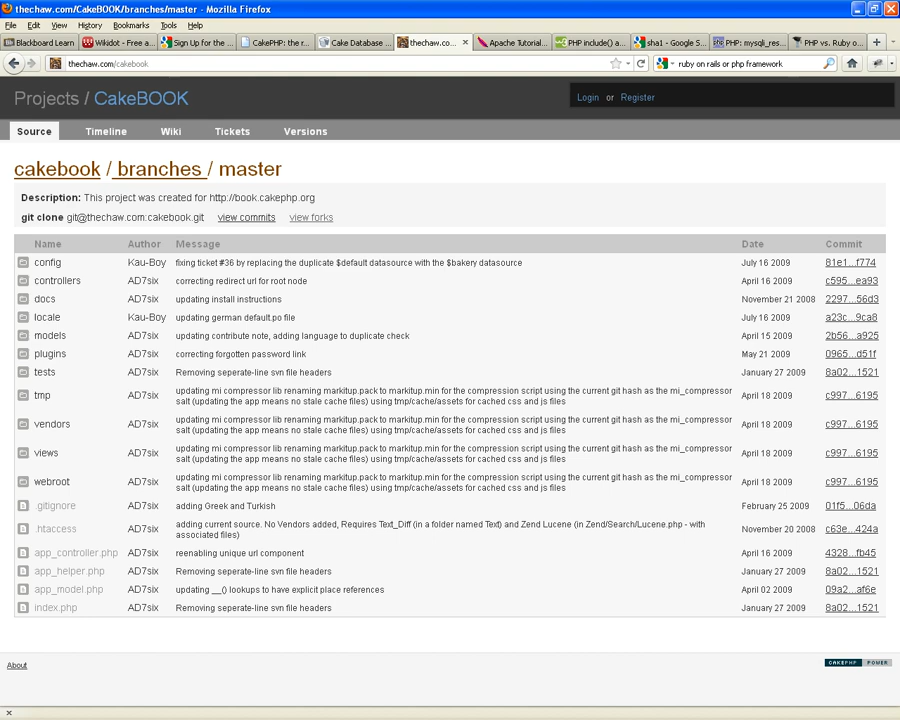 thechaw.com/CakeBOOK/branches/master - Mozilla Firefox
File Edit View History Bookmarks Tools Help
Blackboard Learn Wikidot - Free a... Sign Up for the ... CakePHP: the r... Cake Database ... thechaw.co... Apache Tutorial... PHP include() a... sha1 - Google S... PHP: mysqli_res... PHP vs. Ruby o...
thechaw.com/cakebook ruby on rails or php framework
Projects / CakeBOOK
Login or Register
Source Timeline Wiki Tickets Versions
cakebook / branches / master
Description: This project was created for http://book.cakephp.org
git clone git@thechaw.com:cakebook.git view commits view forks
Name Author Message Date Commit
config Kau-Boy fixing ticket #36 by replacing the duplicate $default datasource with the $bakery datasource July 16 2009 81e1...f774
controllers AD7six correcting redirect url for root node April 16 2009 c595...ea93
docs AD7six updating install instructions November 21 2008 2297...56d3
locale Kau-Boy updating german default.po file July 16 2009 a23c...9ca8
models AD7six updating contribute note, adding language to duplicate check April 15 2009 2b56...a925
plugins AD7six correcting forgotten password link May 21 2009 0965...d51f
tests AD7six Removing seperate-line svn file headers January 27 2009 8a02...1521
tmp AD7six updating mi compressor lib renaming markitup.pack to markitup.min for the compression script using the current git hash as the mi_compressor April 18 2009 c997...6195
salt (updating the app means no stale cache files) using tmp/cache/assets for cached css and js files
vendors AD7six updating mi compressor lib renaming markitup.pack to markitup.min for the compression script using the current git hash as the mi_compressor April 18 2009 c997...6195
salt (updating the app means no stale cache files) using tmp/cache/assets for cached css and js files
views AD7six updating mi compressor lib renaming markitup.pack to markitup.min for the compression script using the current git hash as the mi_compressor April 18 2009 c997...6195
salt (updating the app means no stale cache files) using tmp/cache/assets for cached css and js files
webroot AD7six updating mi compressor lib renaming markitup.pack to markitup.min for the compression script using the current git hash as the mi_compressor April 18 2009 c997...6195
salt (updating the app means no stale cache files) using tmp/cache/assets for cached css and js files
.gitignore AD7six adding Greek and Turkish February 25 2009 01f5...06da
.htaccess AD7six adding current source. No Vendors added, Requires Text_Diff (in a folder named Text) and Zend Lucene (in Zend/Search/Lucene.php - with November 20 2008 c63e...424a
associated files)
app_controller.php AD7six reenabling unique url component April 16 2009 4328...fb45
app_helper.php AD7six Removing seperate-line svn file headers January 27 2009 8a02...1521
app_model.php AD7six updating __() lookups to have explicit place references April 02 2009 09a2...af6e
index.php AD7six Removing seperate-line svn file headers January 27 2009 8a02...1521
About
CAKEPHP POWER